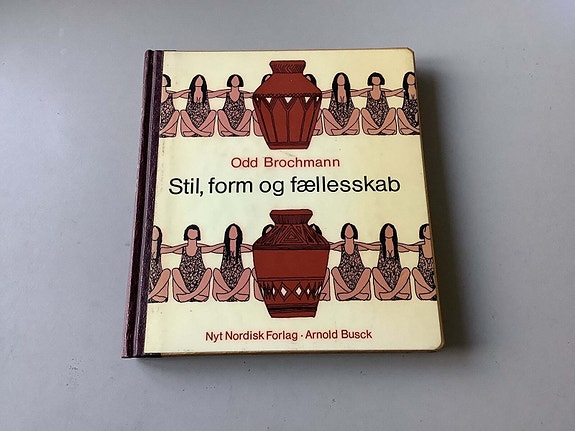 Odd Brochmann
Stil, form og fællesskab
Nyt Nordisk Forlag · Arnold Busck